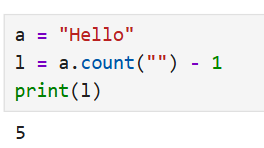 a = "Hello"
l = a.count("") - 1
print(l)
5